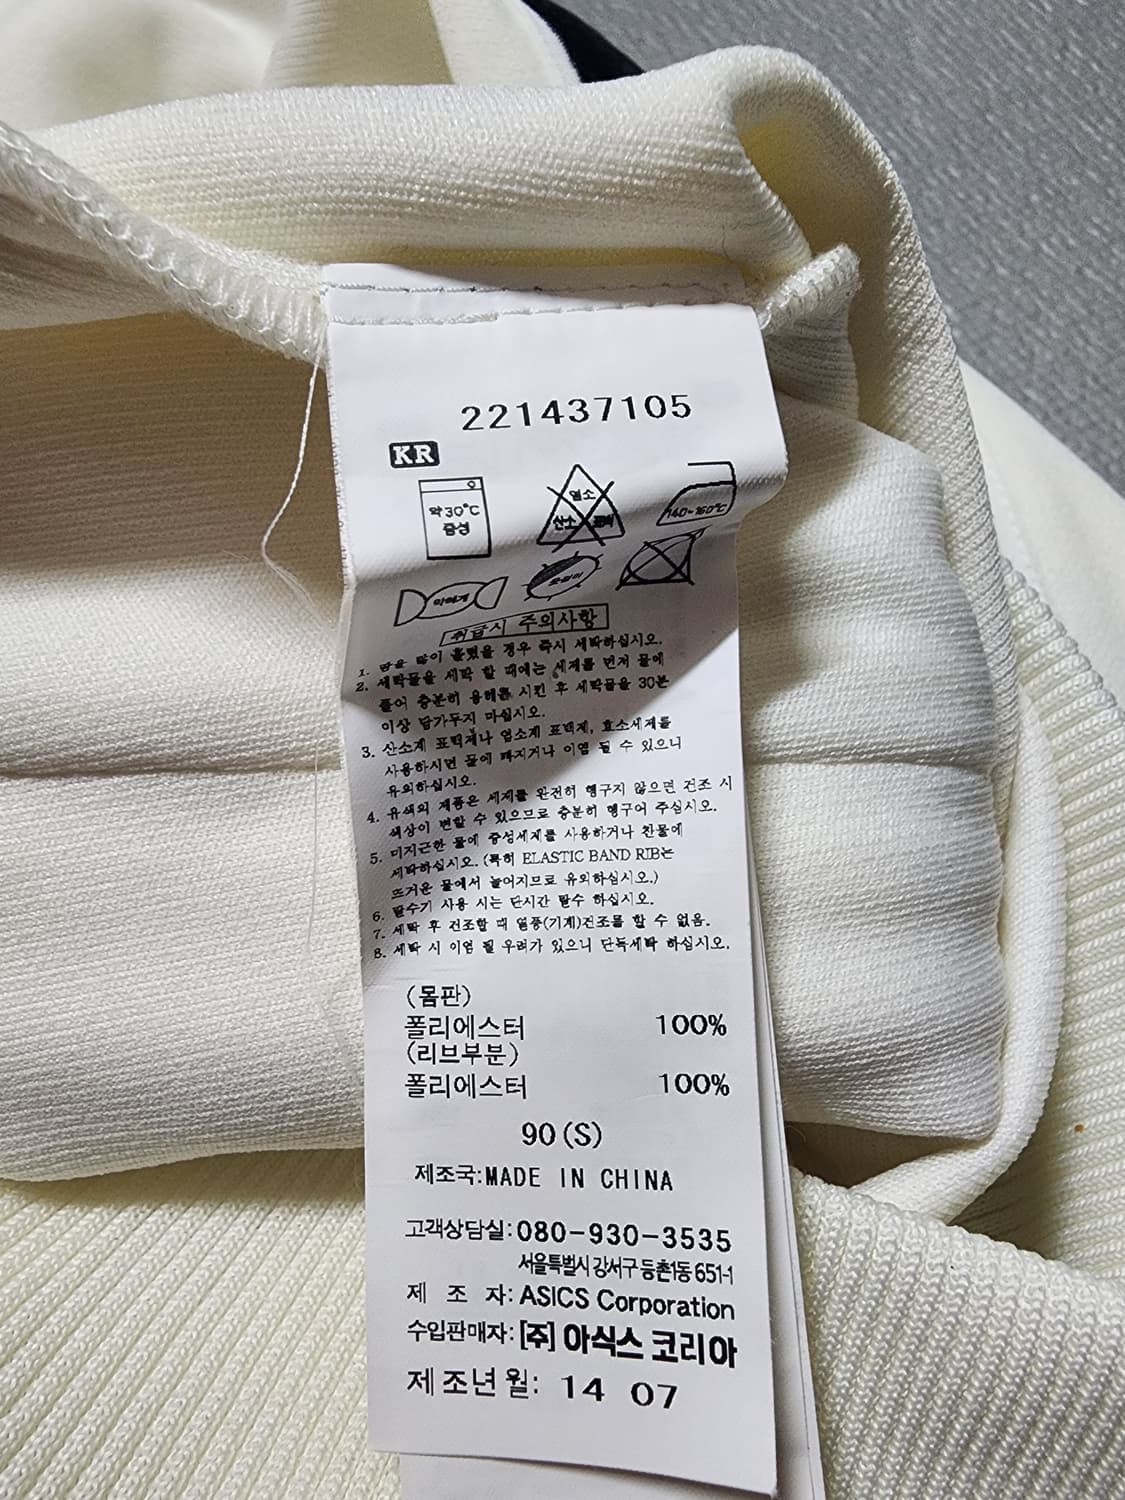 221437105
KR
약30℃
중성
염소
산소 표백
140~160℃
약하게
옷걸이
취급시 주의사항
1. 땀을 많이 흘렸을 경우 즉시 세탁하십시오.
2. 세탁물을 세탁 할 때에는 세제를 먼저 물에
풀어 충분히 용해를 시킨 후 세탁물을 30분
이상 담가두지 마십시오.
3. 산소계 표백제나 염소계 표백제, 효소세제를
사용하시면 물에 빠지거나 이염 될 수 있으니
유의하십시오.
4. 유색의 제품은 세제를 완전히 헹구지 않으면 건조 시
색상이 변할 수 있으므로 충분히 헹구어 주십시오.
5. 미지근한 물에 중성세제를 사용하거나 찬물에
세탁하십시오. (특히 ELASTIC BAND RIB는
뜨거운 물에서 늘어지므로 유의하십시오.)
6. 탈수기 사용 시는 단시간 탈수 하십시오.
7. 세탁 후 건조할 때 열풍(기계)건조를 할 수 없음.
8. 세탁 시 이염 될 우려가 있으니 단독세탁 하십시오.
(몸판)
폴리에스터 100%
(리브부분)
폴리에스터 100%
90(S)
제조국:MADE IN CHINA
고객상담실:080-930-3535
서울특별시 강서구 등촌1동 651-1
제 조 자:ASICS Corporation
수입판매자:[주] 아식스 코리아
제조년월: 14 07